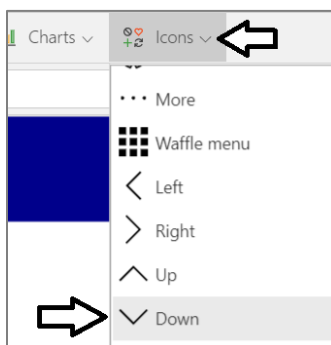 Charts
Icons
More
Waffle menu
Left
Right
Up
Down